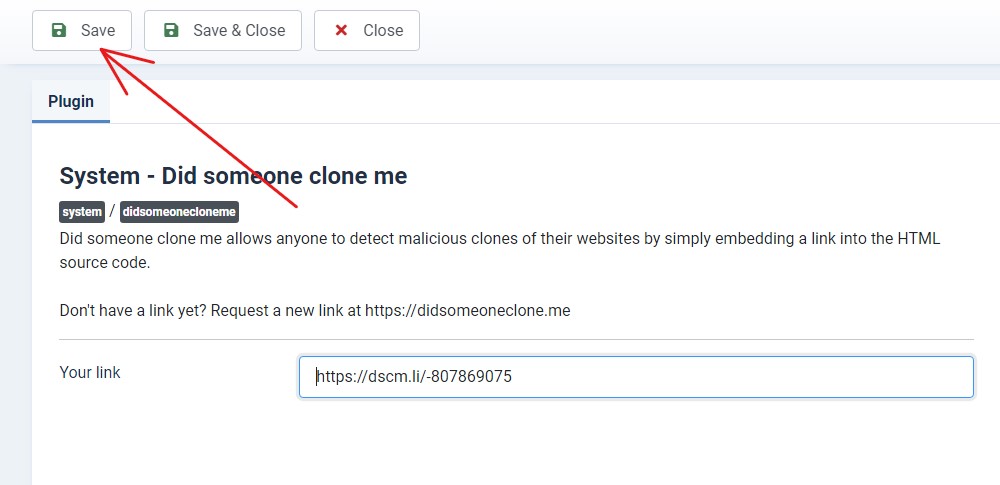 Save Save & Close Close
Plugin
System - Did someone clone me
system / didsomeonecloneme
Did someone clone me allows anyone to detect malicious clones of their websites by simply embedding a link into the HTML
source code.
Don't have a link yet? Request a new link at https://didsomeoneclone.me
Your link https://dscm.li/-807869075